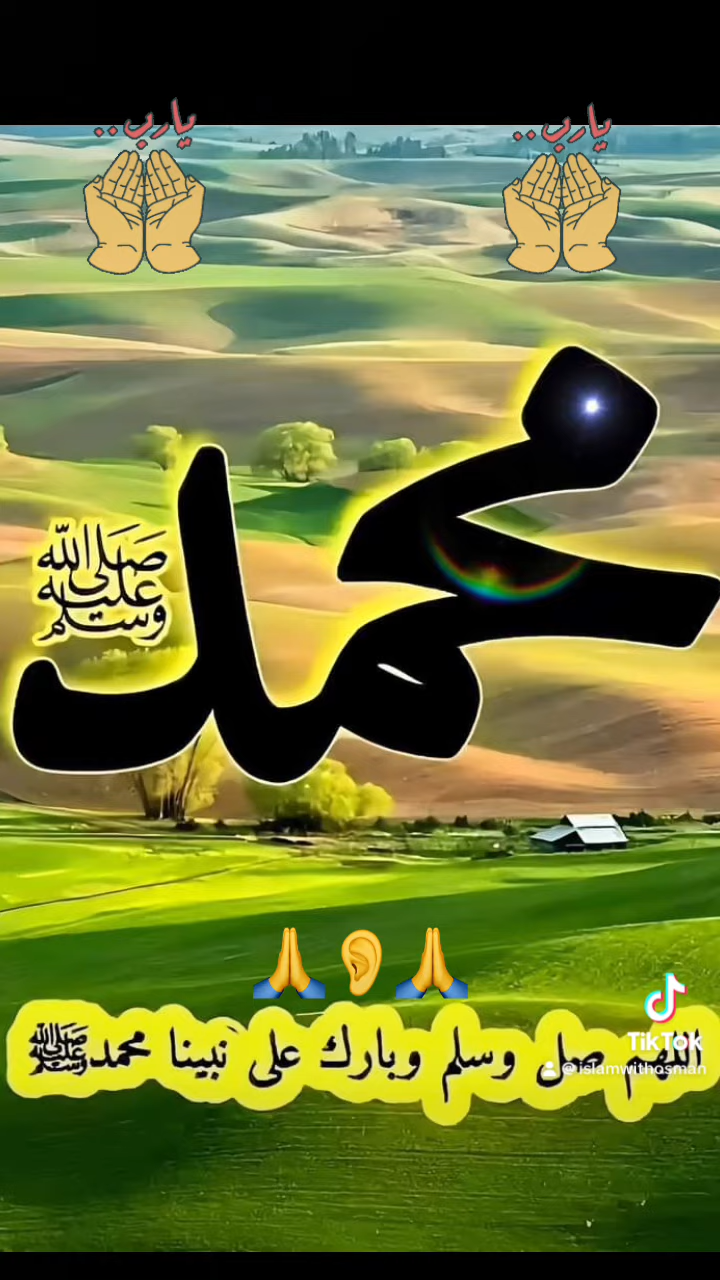 يارب..
يارب..
محمد
صلى الله
عليه
وسلم
اللهم صل وسلم وبارك على نبينا محمد ﷺ
TikTok
@islamwithosman